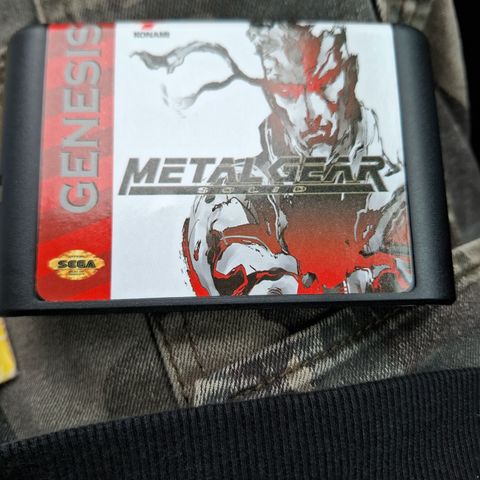 GENESIS
KONAMI
METAL GEAR
SOLID
SEGA